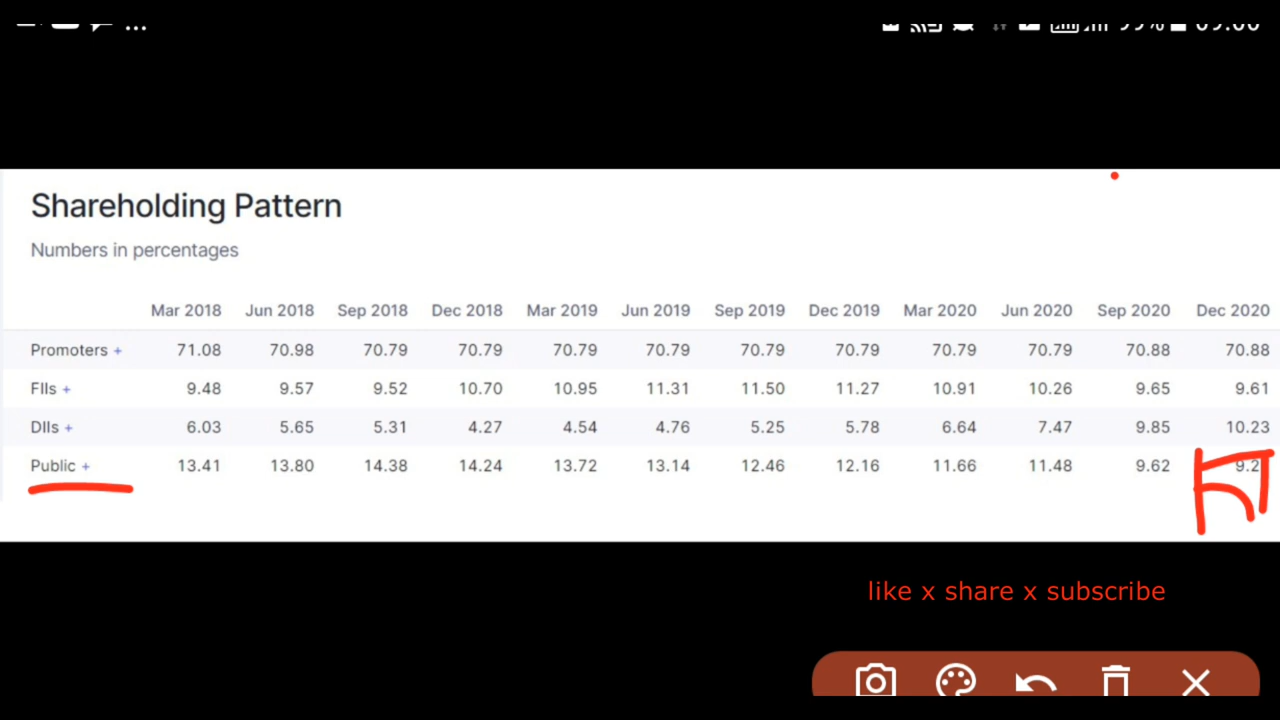 Shareholding Pattern
Numbers in percentages
Mar 2018 Jun 2018 Sep 2018 Dec 2018 Mar 2019 Jun 2019 Sep 2019 Dec 2019 Mar 2020 Jun 2020 Sep 2020 Dec 2020
Promoters + 71.08 70.98 70.79 70.79 70.79 70.79 70.79 70.79 70.79 70.79 70.88 70.88
FIIs + 9.48 9.57 9.52 10.70 10.95 11.31 11.50 11.27 10.91 10.26 9.65 9.61
DIIs + 6.03 5.65 5.31 4.27 4.54 4.76 5.25 5.78 6.64 7.47 9.85 10.23
Public + 13.41 13.80 14.38 14.24 13.72 13.14 12.46 12.16 11.66 11.48 9.62
like x share x subscribe